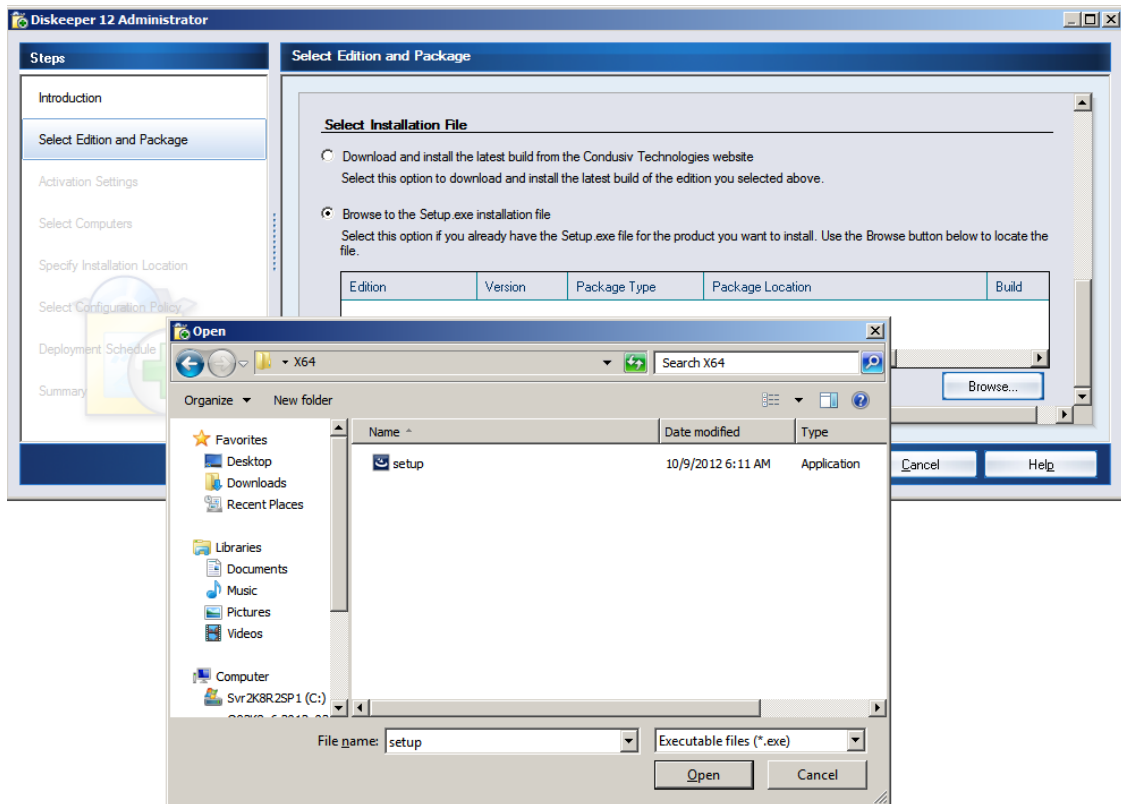 Diskeeper 12 Administrator
Steps
Introduction
Select Edition and Package
Activation Settings
Select Computers
Specify Installation Location
Select Configuration Policy
Deployment Schedule
Summary
Select Edition and Package
Select Installation File
Download and install the latest build from the Condusiv Technologies website
Select this option to download and install the latest build of the edition you selected above.
Browse to the Setup.exe installation file
Select this option if you already have the Setup.exe file for the product you want to install. Use the Browse button below to locate the
file.
Edition Version Package Type Package Location Build
Browse...
Cancel Help
Open
X64 Search X64
Organize New folder
Favorites
Desktop
Downloads
Recent Places
Libraries
Documents
Music
Pictures
Videos
Computer
Svr2K8R2SP1 (C:)
Name Date modified Type
setup 10/9/2012 6:11 AM Application
File name: setup Executable files (*.exe)
Open Cancel